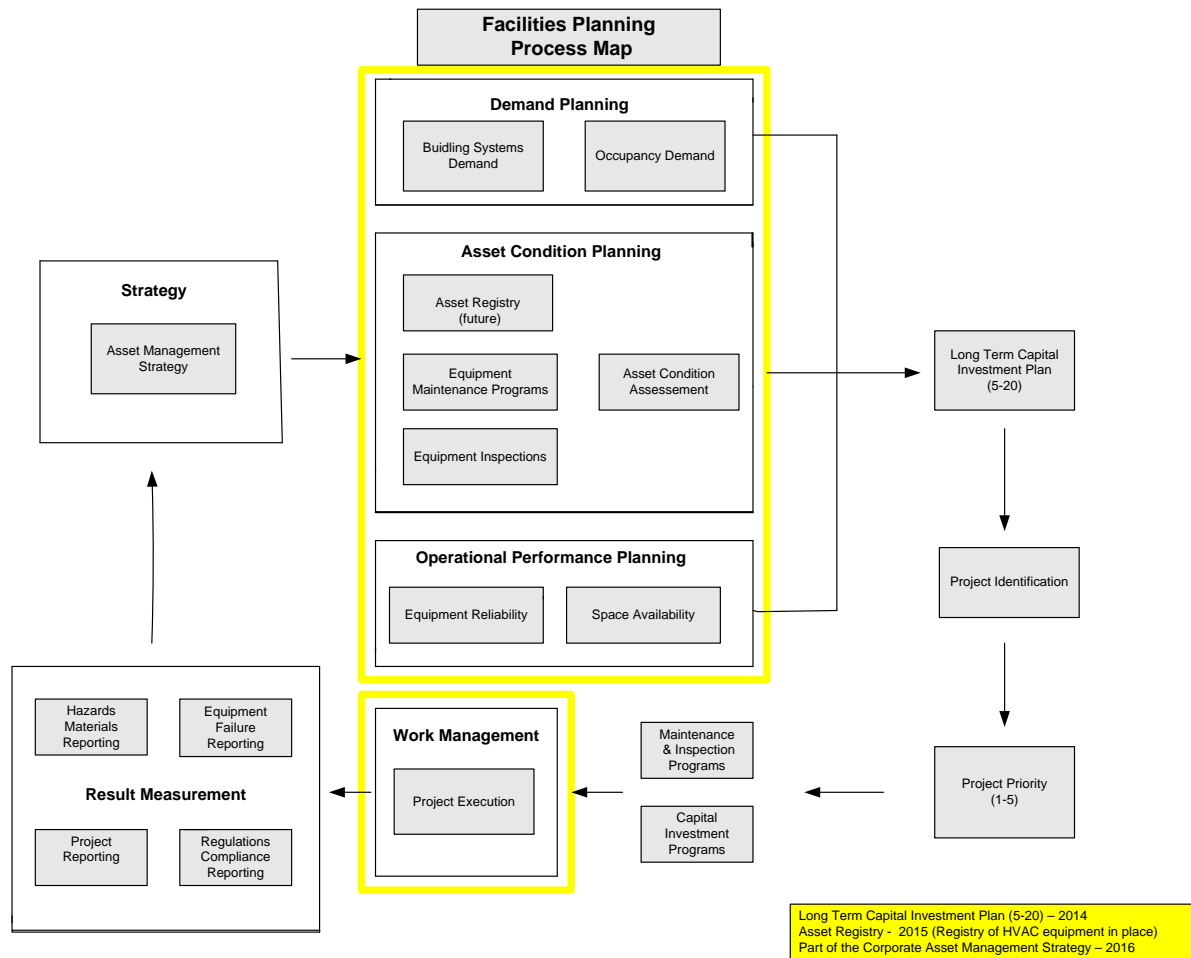 Facilities Planning
Process Map
Demand Planning
Buidling Systems
Demand
Occupancy Demand
Asset Condition Planning
Asset Registry
(future)
Equipment
Maintenance Programs
Asset Condition
Assessement
Equipment Inspections
Operational Performance Planning
Equipment Reliability
Space Availability
Strategy
Asset Management
Strategy
Long Term Capital
Investment Plan
(5-20)
Project Identification
Project Priority
(1-5)
Maintenance
& Inspection
Programs
Capital
Investment
Programs
Work Management
Project Execution
Hazards
Materials
Reporting
Equipment
Failure
Reporting
Result Measurement
Project
Reporting
Regulations
Compliance
Reporting
Long Term Capital Investment Plan (5-20) – 2014
Asset Registry - 2015 (Registry of HVAC equipment in place)
Part of the Corporate Asset Management Strategy – 2016